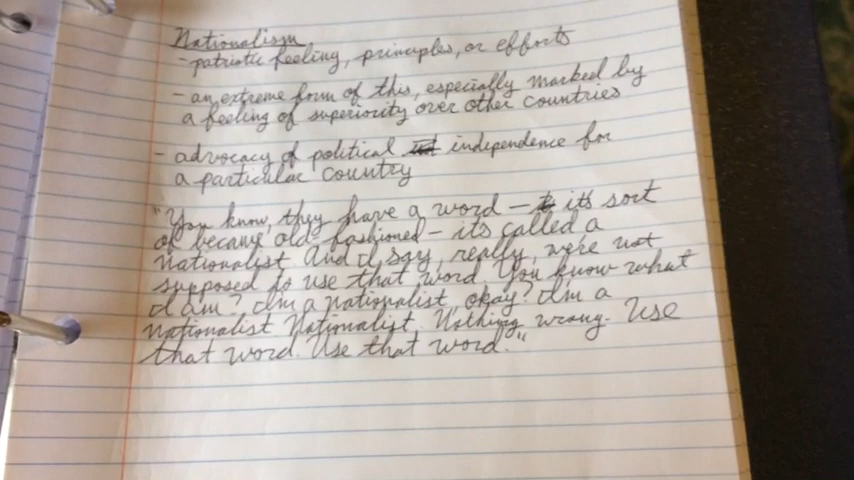 Nationalism
- patriotic feeling, principles, or efforts
- an extreme form of this, especially marked by
a feeling of superiority over other countries
- advocacy of political independence for
a particular country
"You know, they have a word – it's sort
of became old-fashioned – it's called a
nationalist. And I say, really, we're not
supposed to use that word. You know what
I am? I'm a nationalist, okay? I'm a
nationalist. Nationalist. Nothing wrong. Use
that word. Use that word."